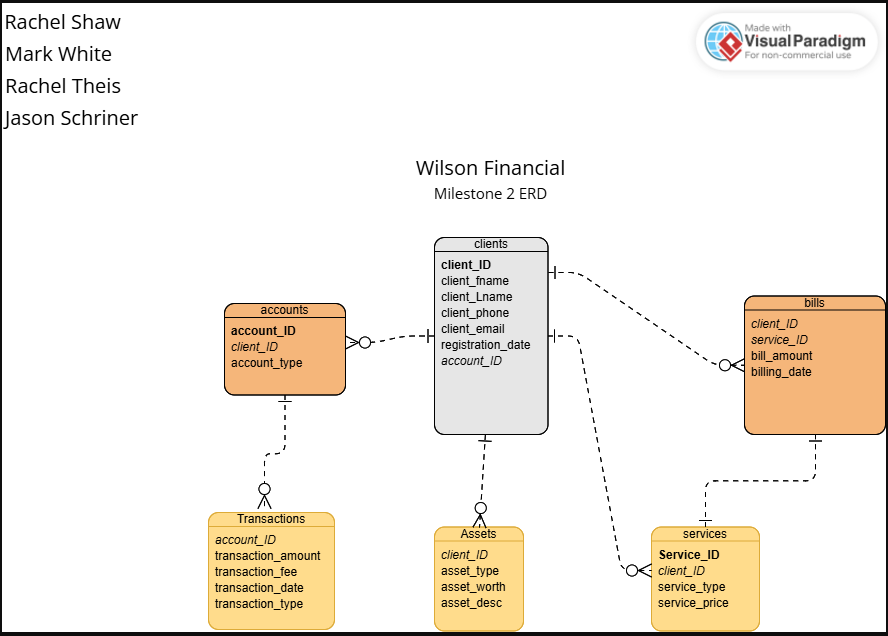 Rachel Shaw
Mark White
Rachel Theis
Jason Schriner
Made with
Visual Paradigm
For non-commercial use
Wilson Financial
Milestone 2 ERD
clients
client_ID
client_fname
client_Lname
client_phone
client_email
registration_date
account_ID
accounts
account_ID
client_ID
account_type
bills
client_ID
service_ID
bill_amount
billing_date
Transactions
account_ID
transaction_amount
transaction_fee
transaction_date
transaction_type
Assets
client_ID
asset_type
asset_worth
asset_desc
services
Service_ID
client_ID
service_type
service_price